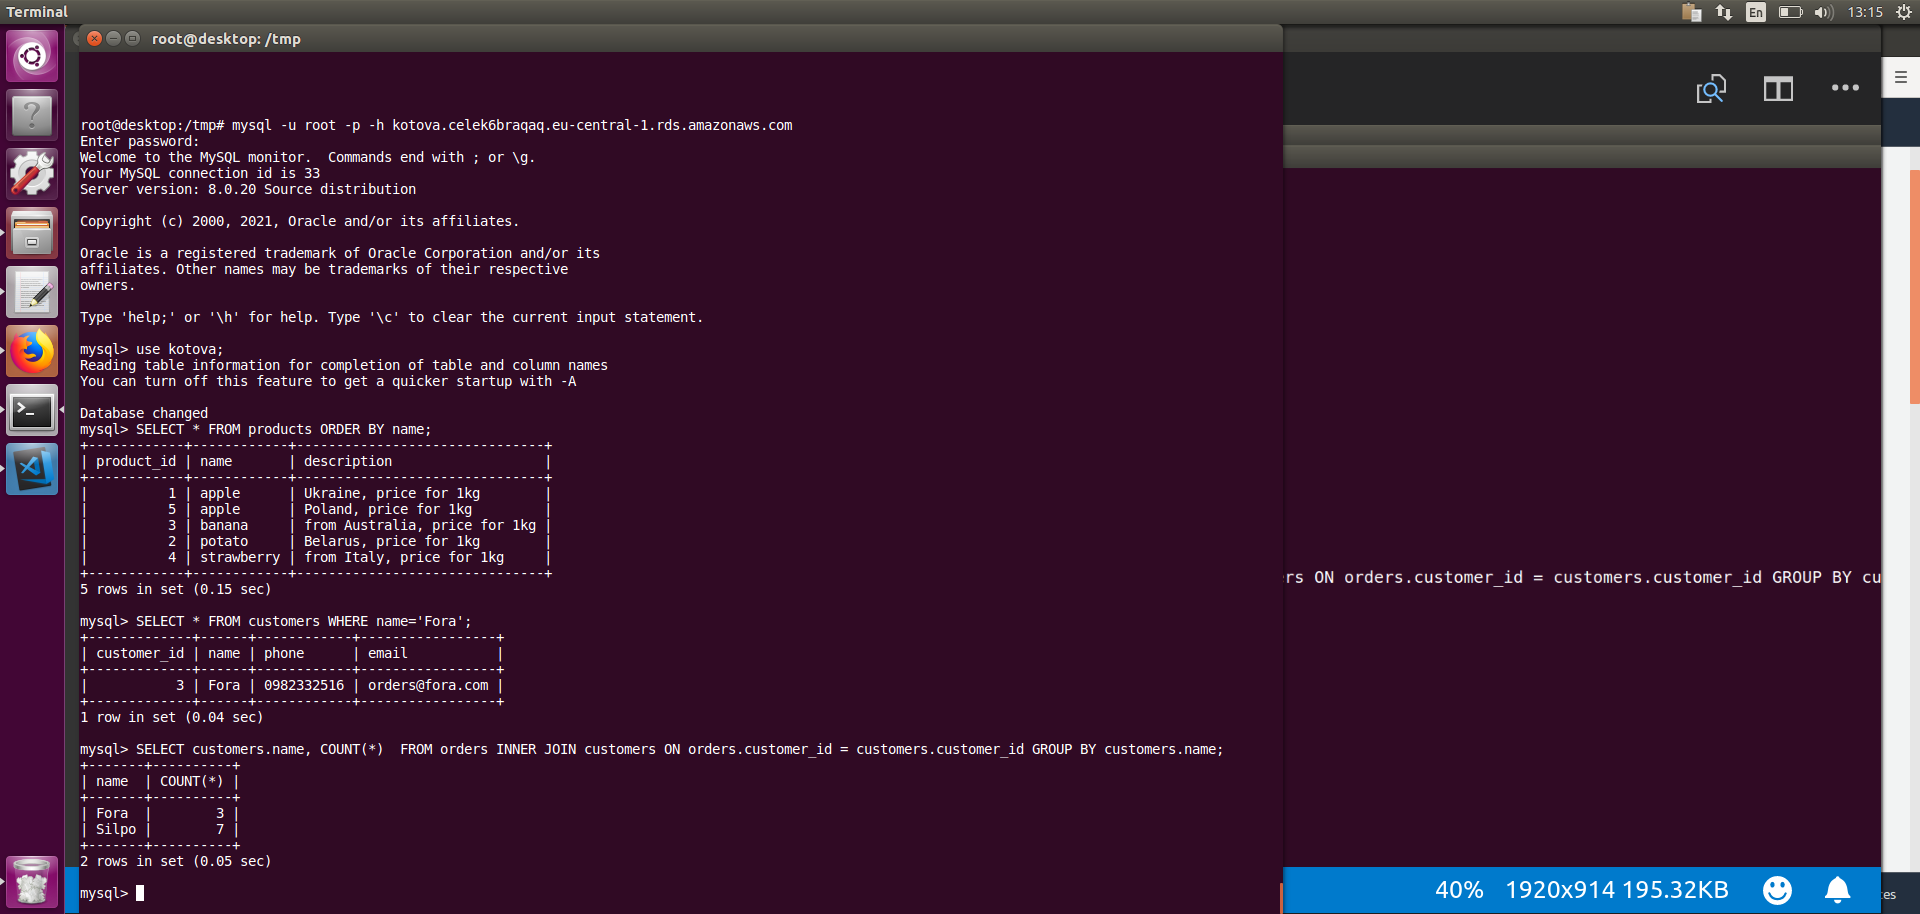 Terminal
En
13:15
root@desktop: /tmp
root@desktop:/tmp# mysql -u root -p -h kotova.celek6braqaq.eu-central-1.rds.amazonaws.com
Enter password:
Welcome to the MySQL monitor.  Commands end with ; or \g.
Your MySQL connection id is 33
Server version: 8.0.20 Source distribution
Copyright (c) 2000, 2021, Oracle and/or its affiliates.
Oracle is a registered trademark of Oracle Corporation and/or its
affiliates. Other names may be trademarks of their respective
owners.
Type 'help;' or '\h' for help. Type '\c' to clear the current input statement.
mysql> use kotova;
Reading table information for completion of table and column names
You can turn off this feature to get a quicker startup with -A
Database changed
mysql> SELECT * FROM products ORDER BY name;
+------------+------------+-------------------------------+
| product_id | name       | description                   |
+------------+------------+-------------------------------+
|          1 | apple      | Ukraine, price for 1kg        |
|          5 | apple      | Poland, price for 1kg         |
|          3 | banana     | from Australia, price for 1kg |
|          2 | potato     | Belarus, price for 1kg        |
|          4 | strawberry | from Italy, price for 1kg     |
+------------+------------+-------------------------------+
5 rows in set (0.15 sec)
mysql> SELECT * FROM customers WHERE name='Fora';
+-------------+------+------------+-----------------+
| customer_id | name | phone      | email           |
+-------------+------+------------+-----------------+
|           3 | Fora | 0982332516 | orders@fora.com |
+-------------+------+------------+-----------------+
1 row in set (0.04 sec)
mysql> SELECT customers.name, COUNT(*)  FROM orders INNER JOIN customers ON orders.customer_id = customers.customer_id GROUP BY customers.name;
+-------+----------+
| name  | COUNT(*) |
+-------+----------+
| Fora  |        3 |
| Silpo |        7 |
+-------+----------+
2 rows in set (0.05 sec)
mysql>
rs ON orders.customer_id = customers.customer_id GROUP BY cu
40% 1920x914 195.32KB
es